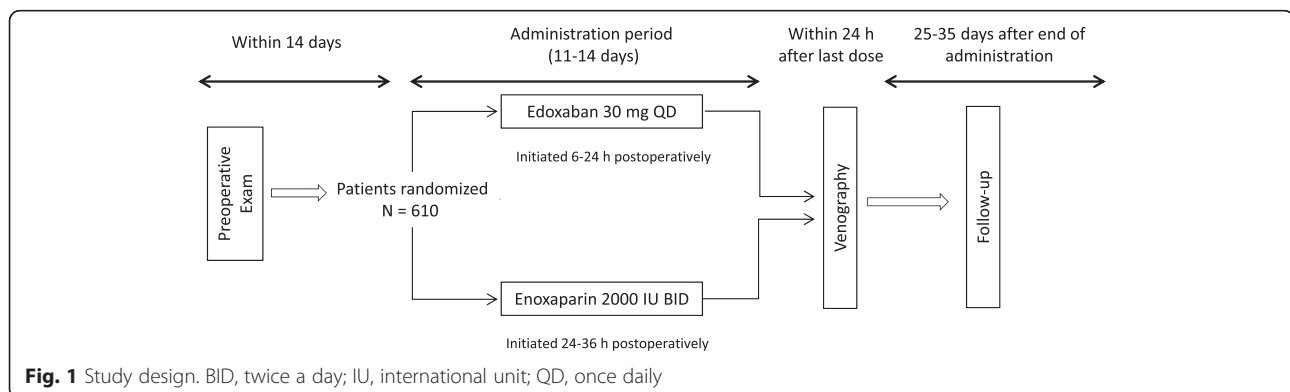 Within 14 days
Administration period
(11-14 days)
Within 24 h
after last dose
25-35 days after end of
administration
Preoperative
Exam
Patients randomized
N = 610
Edoxaban 30 mg QD
Initiated 6-24 h postoperatively
Enoxaparin 2000 IU BID
Initiated 24-36 h postoperatively
Venography
Follow-up
Fig. 1 Study design. BID, twice a day; IU, international unit; QD, once daily